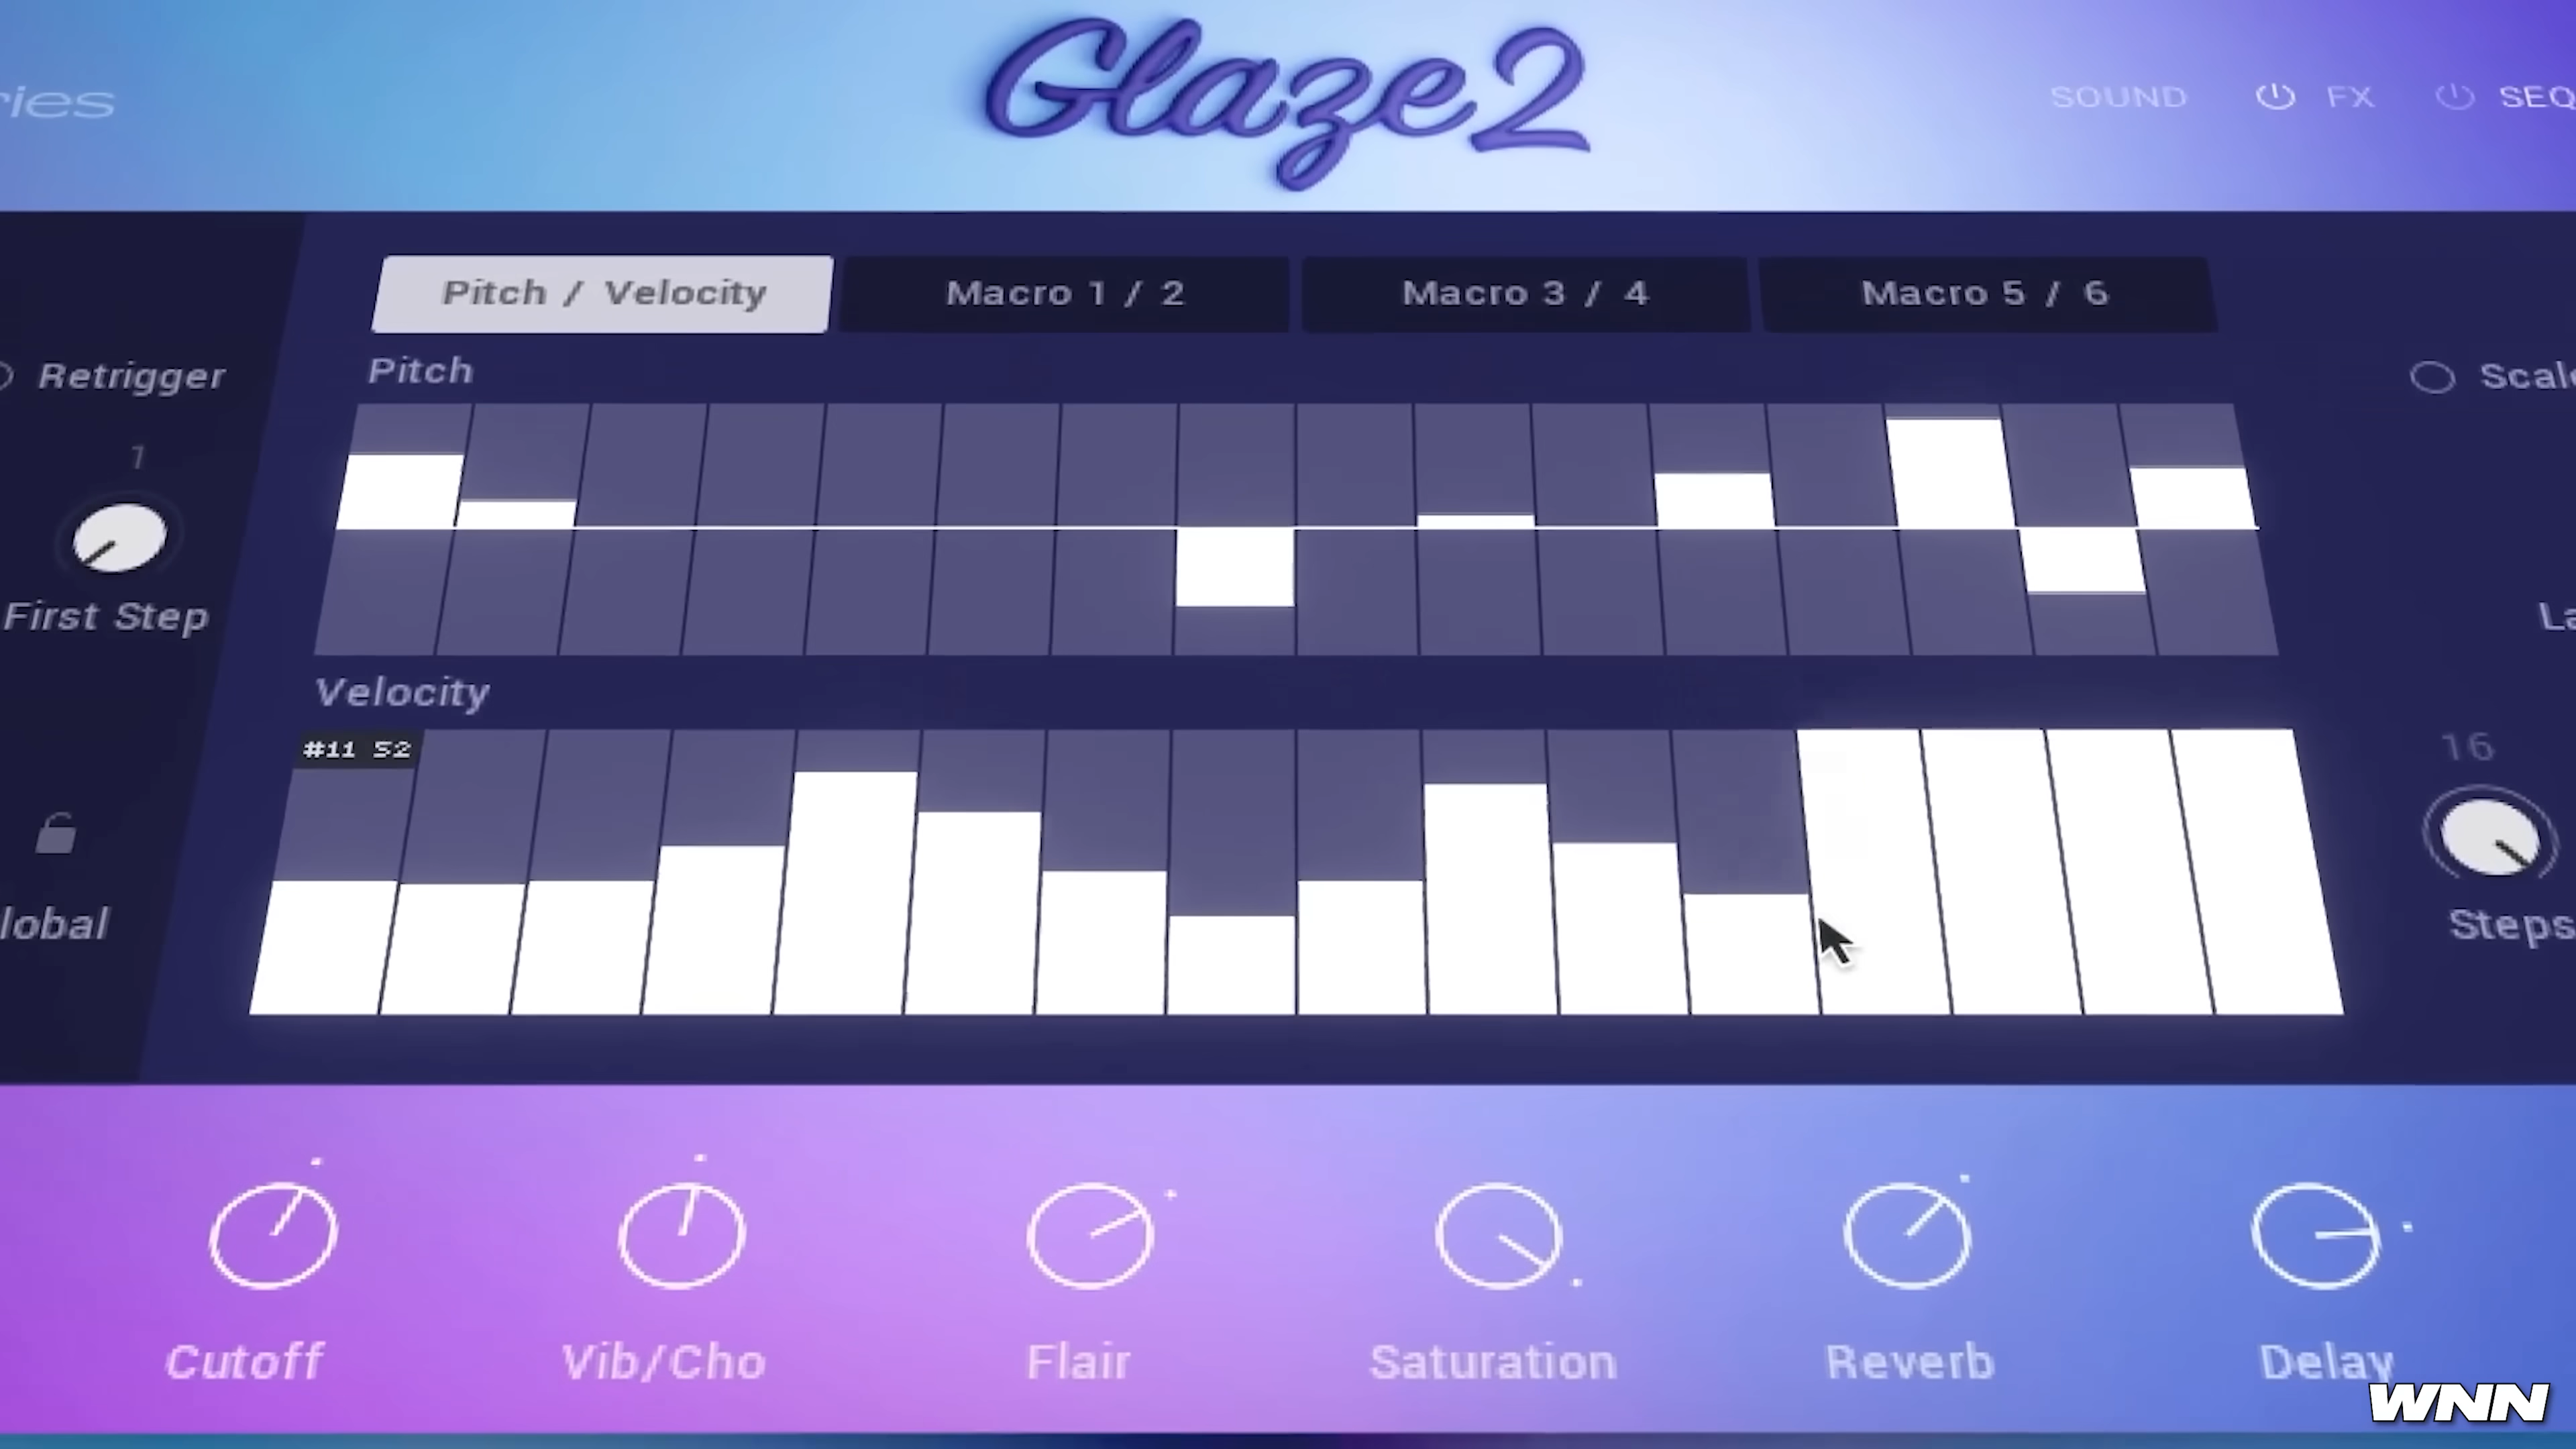 ries
Glaze2
SOUND FX SEQ
Pitch / Velocity Macro 1 / 2 Macro 3 / 4 Macro 5 / 6
Retrigger
Pitch
Scale
1
First Step
La
Velocity
#11 52
16
lobal
Steps
Cutoff Vib/Cho Flair Saturation Reverb Delay
WNN